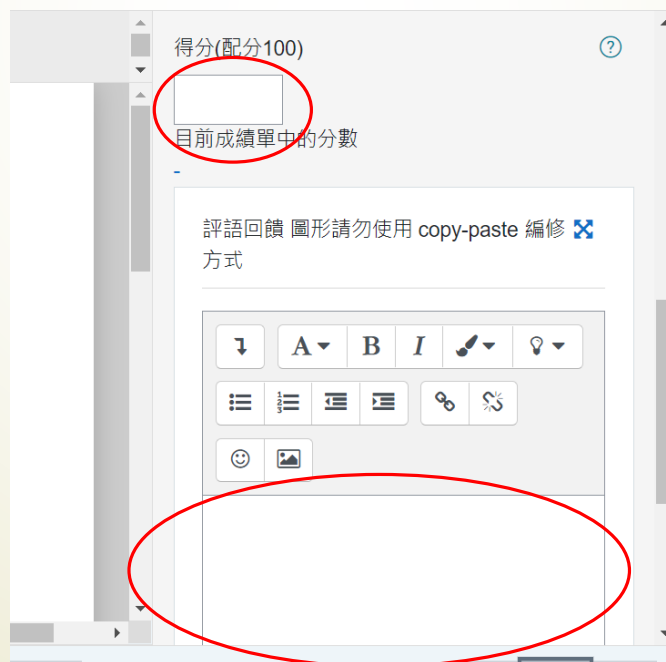 得分(配分100)
目前成績單中的分數
-
評語回饋 圖形請勿使用 copy-paste 編修
方式
A B I